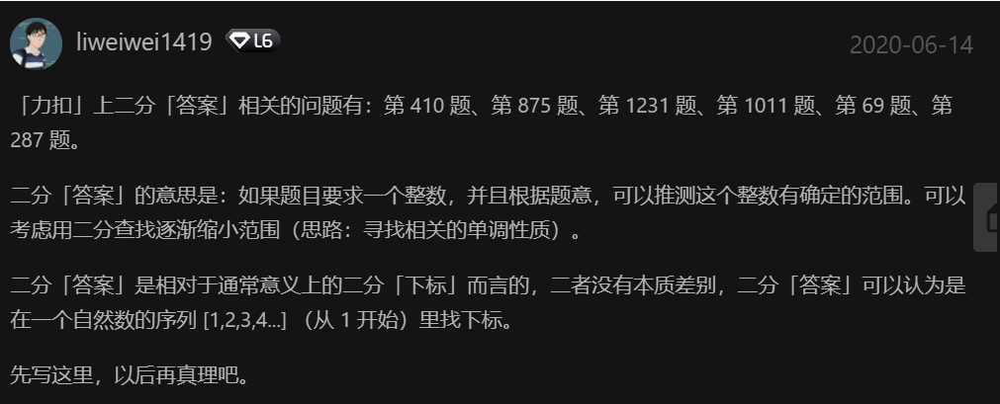 liweiwei1419 L6 2020-06-14
「力扣」上二分「答案」相关的问题有：第 410 题、第 875 题、第 1231 题、第 1011 题、第 69 题、第
287 题。
二分「答案」的意思是：如果题目要求一个整数，并且根据题意，可以推测这个整数有确定的范围。可以
考虑用二分查找逐渐缩小范围（思路：寻找相关的单调性质）。
二分「答案」是相对于通常意义上的二分「下标」而言的，二者没有本质差别，二分「答案」可以认为是
在一个自然数的序列 [1,2,3,4...] （从 1 开始）里找下标。
先写这里，以后再真理吧。